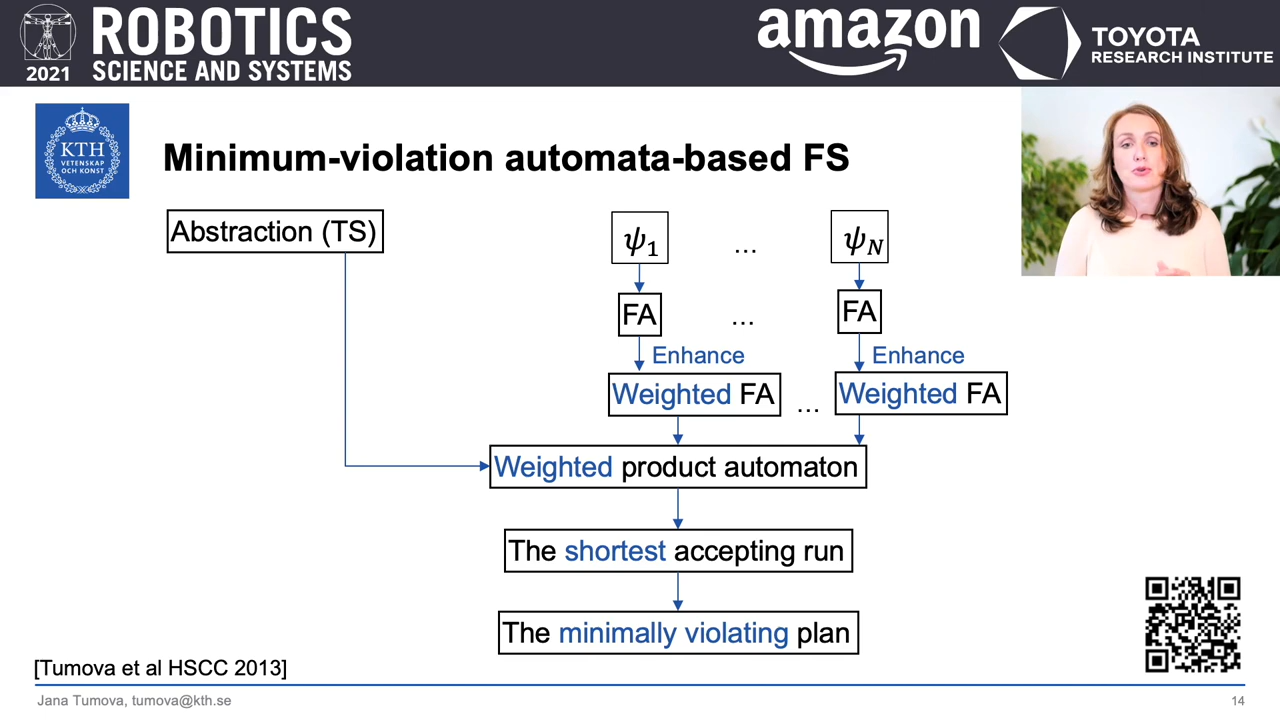 ROBOTICS
SCIENCE AND SYSTEMS
2021
amazon
TOYOTA
RESEARCH INSTITUTE
KTH
VETENSKAP
OCH KONST
Minimum-violation automata-based FS
Abstraction (TS)
ψ1 ... ψN
FA ... FA
Enhance Enhance
Weighted FA ... Weighted FA
Weighted product automaton
The shortest accepting run
The minimally violating plan
[Tumova et al HSCC 2013]
Jana Tumova, tumova@kth.se
14